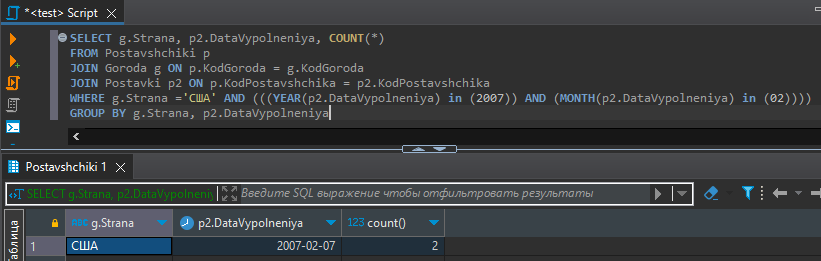 *<test> Script
SELECT g.Strana, p2.DataVypolneniya, COUNT(*)
FROM Postavshchiki p
JOIN Goroda g ON p.KodGoroda = g.KodGoroda
JOIN Postavki p2 ON p.KodPostavshchika = p2.KodPostavshchika
WHERE g.Strana ='США' AND (((YEAR(p2.DataVypolneniya) in (2007)) AND (MONTH(p2.DataVypolneniya) in (02))))
GROUP BY g.Strana, p2.DataVypolneniya
Postavshchiki 1
SELECT g.Strana, p2.DataVypolneniy
Введите SQL выражение чтобы отфильтровать результаты
g.Strana p2.DataVypolneniya 123 count()
1 США 2007-02-07 2